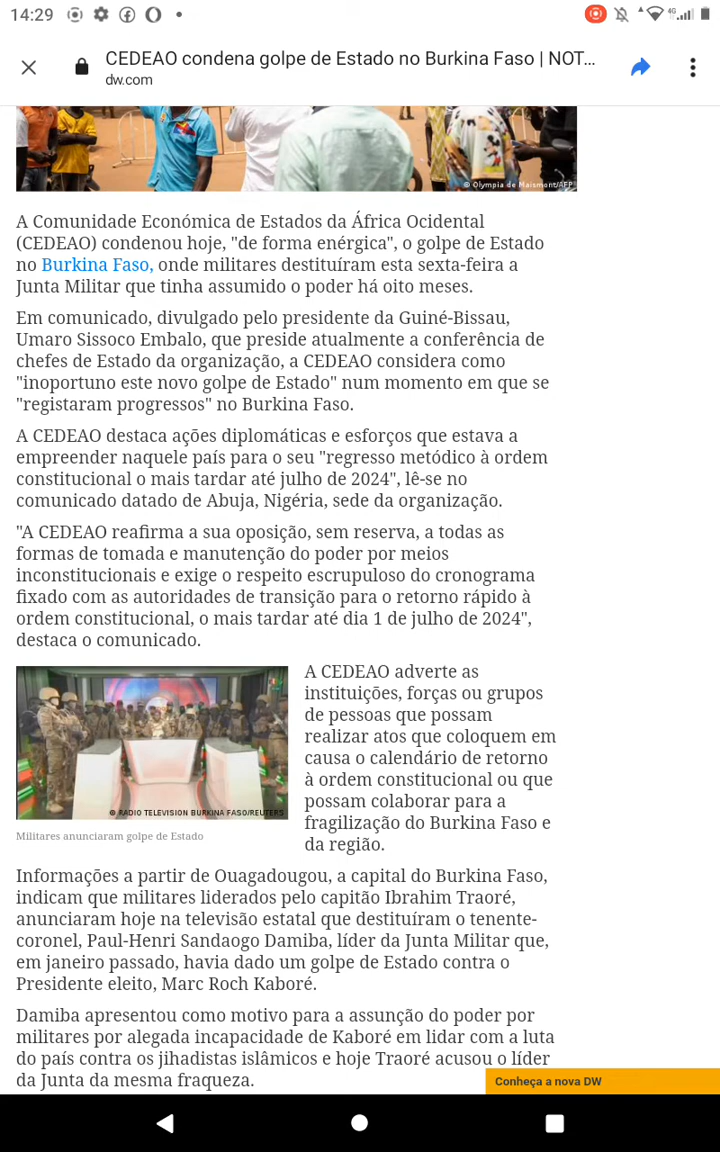 14:29
4G
CEDEAO condena golpe de Estado no Burkina Faso | NOT...
dw.com
© Olympia de Maismont/AFP
A Comunidade Económica de Estados da África Ocidental
(CEDEAO) condenou hoje, "de forma enérgica", o golpe de Estado
no Burkina Faso, onde militares destituíram esta sexta-feira a
Junta Militar que tinha assumido o poder há oito meses.
Em comunicado, divulgado pelo presidente da Guiné-Bissau,
Umaro Sissoco Embalo, que preside atualmente a conferência de
chefes de Estado da organização, a CEDEAO considera como
"inoportuno este novo golpe de Estado" num momento em que se
"registaram progressos" no Burkina Faso.
A CEDEAO destaca ações diplomáticas e esforços que estava a
empreender naquele país para o seu "regresso metódico à ordem
constitucional o mais tardar até julho de 2024", lê-se no
comunicado datado de Abuja, Nigéria, sede da organização.
"A CEDEAO reafirma a sua oposição, sem reserva, a todas as
formas de tomada e manutenção do poder por meios
inconstitucionais e exige o respeito escrupuloso do cronograma
fixado com as autoridades de transição para o retorno rápido à
ordem constitucional, o mais tardar até dia 1 de julho de 2024",
destaca o comunicado.
© RADIO TELEVISION BURKINA FASO/REUTERS
Militares anunciaram golpe de Estado
A CEDEAO adverte as
instituições, forças ou grupos
de pessoas que possam
realizar atos que coloquem em
causa o calendário de retorno
à ordem constitucional ou que
possam colaborar para a
fragilização do Burkina Faso e
da região.
Informações a partir de Ouagadougou, a capital do Burkina Faso,
indicam que militares liderados pelo capitão Ibrahim Traoré,
anunciaram hoje na televisão estatal que destituíram o tenente-
coronel, Paul-Henri Sandaogo Damiba, líder da Junta Militar que,
em janeiro passado, havia dado um golpe de Estado contra o
Presidente eleito, Marc Roch Kaboré.
Damiba apresentou como motivo para a assunção do poder por
militares por alegada incapacidade de Kaboré em lidar com a luta
do país contra os jihadistas islâmicos e hoje Traoré acusou o líder
da Junta da mesma fraqueza.
Conheça a nova DW